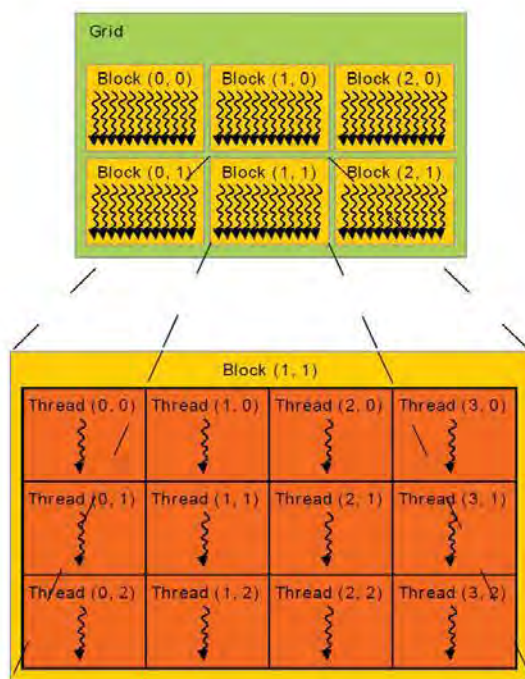 Grid
Block (0, 0) Block (1, 0) Block (2, 0)
Block (0, 1) Block (1, 1) Block (2, 1)
Block (1, 1)
Thread (0, 0) Thread (1, 0) Thread (2, 0) Thread (3, 0)
Thread (0, 1) Thread (1, 1) Thread (2, 1) Thread (3, 1)
Thread (0, 2) Thread (1, 2) Thread (2, 2) Thread (3, 2)